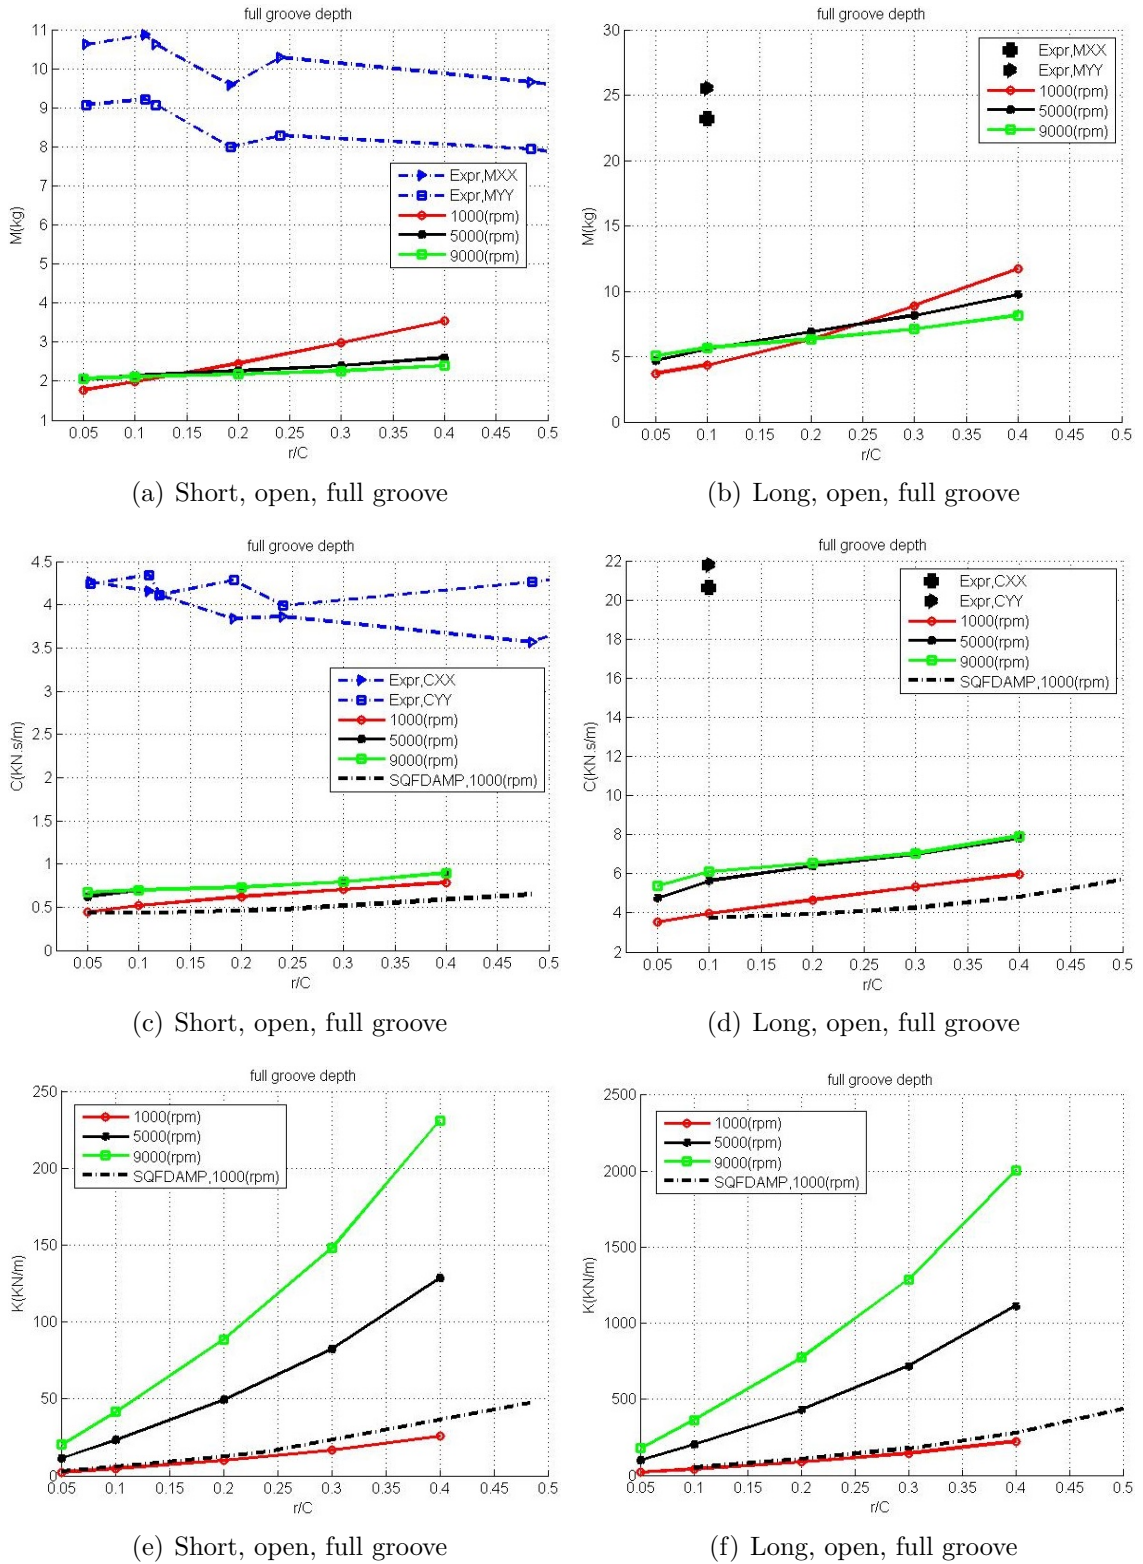 full groove depth
11
10
9
8
7
6
5
4
3
2
1
M(kg)
Expr,MXX
Expr,MYY
1000(rpm)
5000(rpm)
9000(rpm)
0.05 0.1 0.15 0.2 0.25 0.3 0.35 0.4 0.45 0.5
r/C
(a) Short, open, full groove
full groove depth
30
25
20
15
10
5
0
M(kg)
Expr,MXX
Expr,MYY
1000(rpm)
5000(rpm)
9000(rpm)
0.05 0.1 0.15 0.2 0.25 0.3 0.35 0.4 0.45 0.5
r/C
(b) Long, open, full groove
full groove depth
4.5
4
3.5
3
2.5
2
1.5
1
0.5
0
C(KN.s/m)
Expr,CXX
Expr,CYY
1000(rpm)
5000(rpm)
9000(rpm)
SQFDAMP,1000(rpm)
0.05 0.1 0.15 0.2 0.25 0.3 0.35 0.4 0.45 0.5
r/C
(c) Short, open, full groove
full groove depth
22
20
18
16
14
12
10
8
6
4
2
C(KN.s/m)
Expr,CXX
Expr,CYY
1000(rpm)
5000(rpm)
9000(rpm)
SQFDAMP,1000(rpm)
0.05 0.1 0.15 0.2 0.25 0.3 0.35 0.4 0.45 0.5
r/C
(d) Long, open, full groove
full groove depth
250
200
150
100
50
0
K(KN/m)
1000(rpm)
5000(rpm)
9000(rpm)
SQFDAMP,1000(rpm)
0.05 0.1 0.15 0.2 0.25 0.3 0.35 0.4 0.45 0.5
r/C
(e) Short, open, full groove
full groove depth
2500
2000
1500
1000
500
0
K(KN/m)
1000(rpm)
5000(rpm)
9000(rpm)
SQFDAMP,1000(rpm)
0.05 0.1 0.15 0.2 0.25 0.3 0.35 0.4 0.45 0.5
r/C
(f) Long, open, full groove